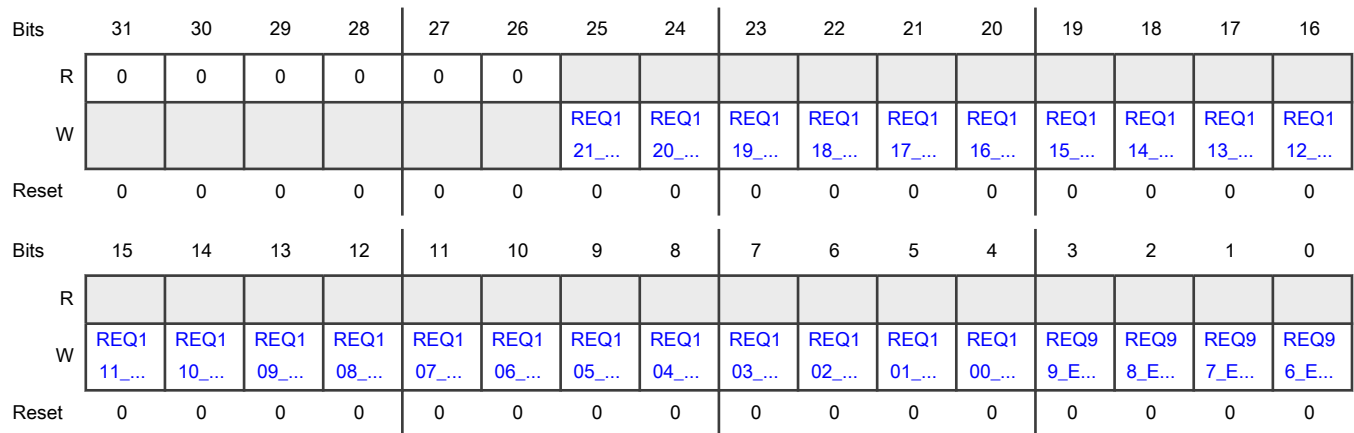 Bits 31 30 29 28 27 26 25 24 23 22 21 20 19 18 17 16
R 0 0 0 0 0 0
W REQ1 REQ1 REQ1 REQ1 REQ1 REQ1 REQ1 REQ1 REQ1 REQ1
21_... 20_... 19_... 18_... 17_... 16_... 15_... 14_... 13_... 12_...
Reset 0 0 0 0 0 0 0 0 0 0 0 0 0 0 0 0
Bits 15 14 13 12 11 10 9 8 7 6 5 4 3 2 1 0
R
W REQ1 REQ1 REQ1 REQ1 REQ1 REQ1 REQ1 REQ1 REQ1 REQ1 REQ1 REQ1 REQ9 REQ9 REQ9 REQ9
11_... 10_... 09_... 08_... 07_... 06_... 05_... 04_... 03_... 02_... 01_... 00_... 9_E... 8_E... 7_E... 6_E...
Reset 0 0 0 0 0 0 0 0 0 0 0 0 0 0 0 0